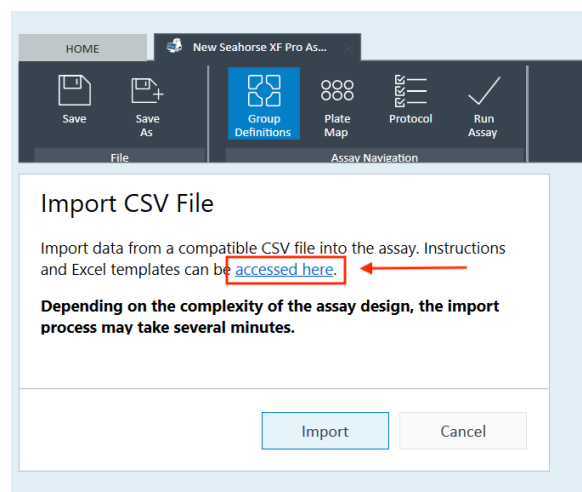 HOME
New Seahorse XF Pro As...
Save
Save As
Group Definitions
Plate Map
Protocol
Run Assay
File
Assay Navigation
Import CSV File
Import data from a compatible CSV file into the assay. Instructions
and Excel templates can be accessed here.
Depending on the complexity of the assay design, the import
process may take several minutes.
Import
Cancel